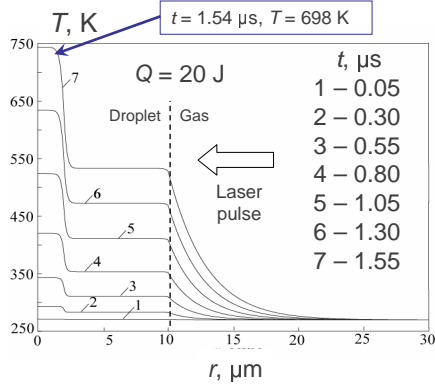 t = 1.54 μs, T = 698 K
T, K
Q = 20 J
Droplet Gas
Laser
pulse
t, μs
1 – 0.05
2 – 0.30
3 – 0.55
4 – 0.80
5 – 1.05
6 – 1.30
7 – 1.55
750
650
550
450
350
250
7
6
5
4
3
2
1
0 5 10 15 20 25 30
r, μm